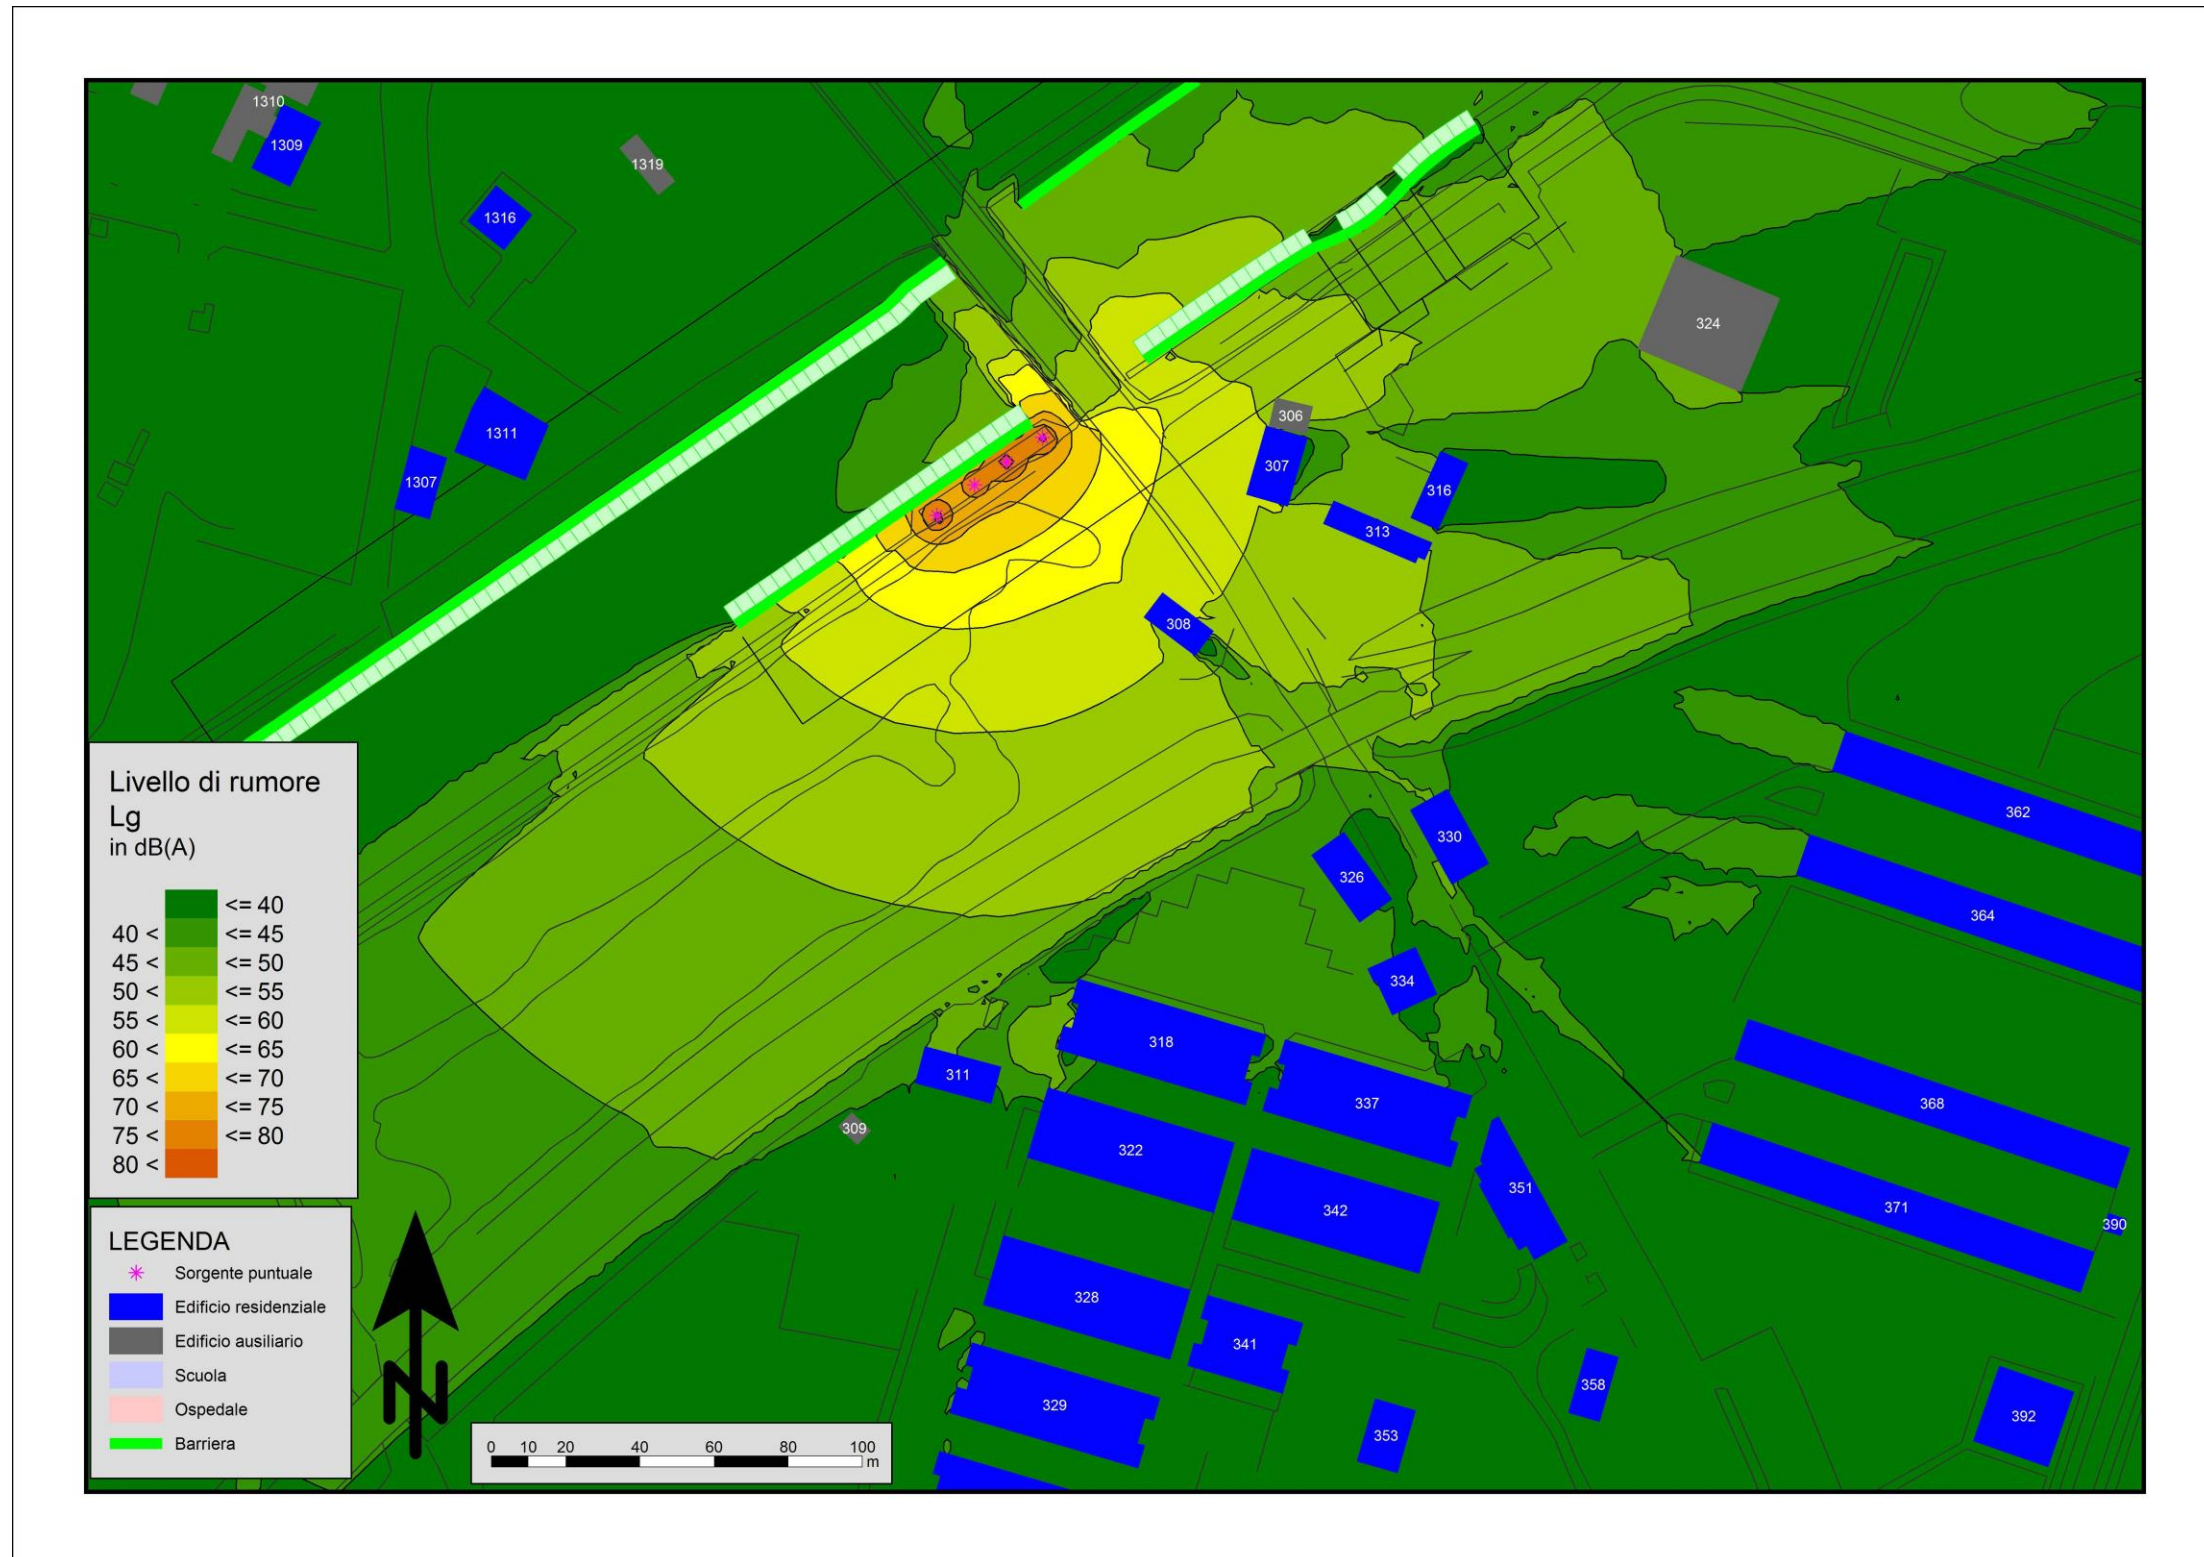 1310
1309
1319
1316
324
306
1311
307
1307
316
313
308
362
330
326
364
334
318
311
337
368
309
322
351
371
342
390
328
341
358
329
353
392
Livello di rumore
Lg
in dB(A)
<= 40
40 < <= 45
45 < <= 50
50 < <= 55
55 < <= 60
60 < <= 65
65 < <= 70
70 < <= 75
75 < <= 80
80 <
LEGENDA
Sorgente puntuale
Edificio residenziale
Edificio ausiliario
Scuola
Ospedale
Barriera
N
0 10 20 40 60 80 100
m